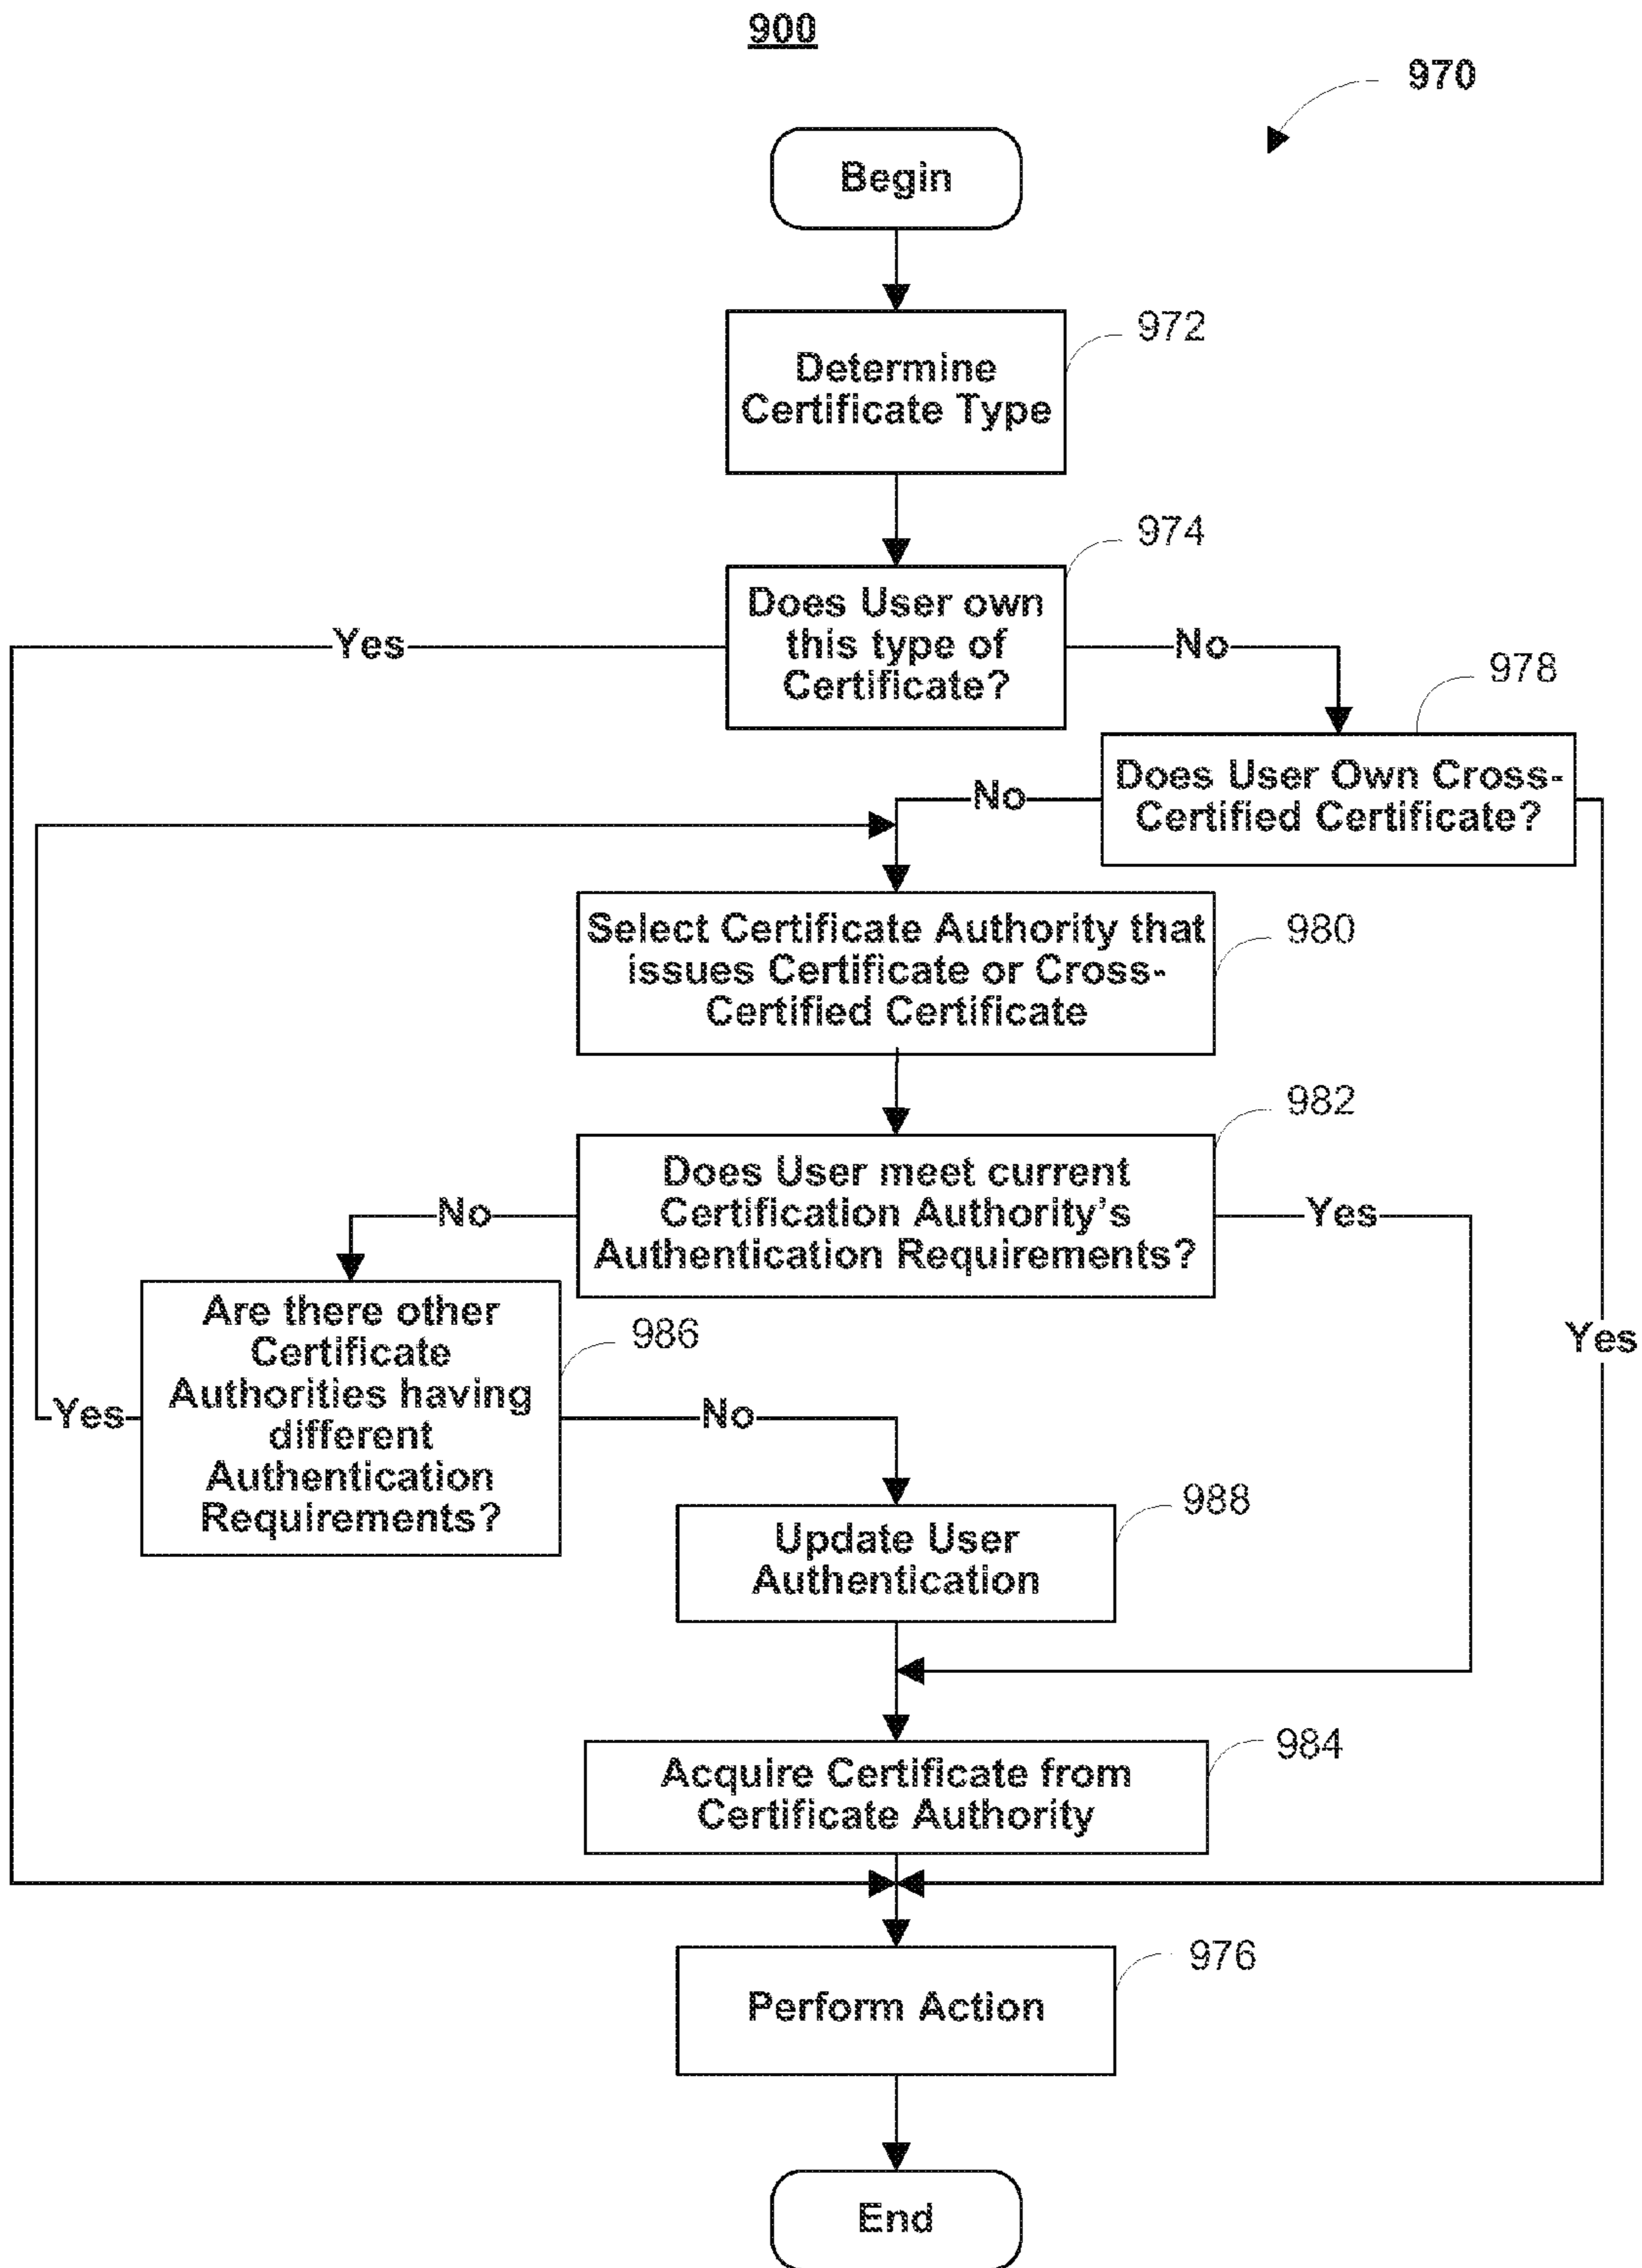 900
970
Begin
972
Determine
Certificate Type
974
Does User own
this type of
Certificate?
Yes
No
978
Does User Own Cross-
Certified Certificate?
No
Select Certificate Authority that
issues Certificate or Cross-
Certified Certificate
980
982
Does User meet current
Certification Authority's
Authentication Requirements?
No
Yes
Are there other
Certificate
Authorities having
different
Authentication
Requirements?
986
Yes
Yes
No
988
Update User
Authentication
984
Acquire Certificate from
Certificate Authority
976
Perform Action
End